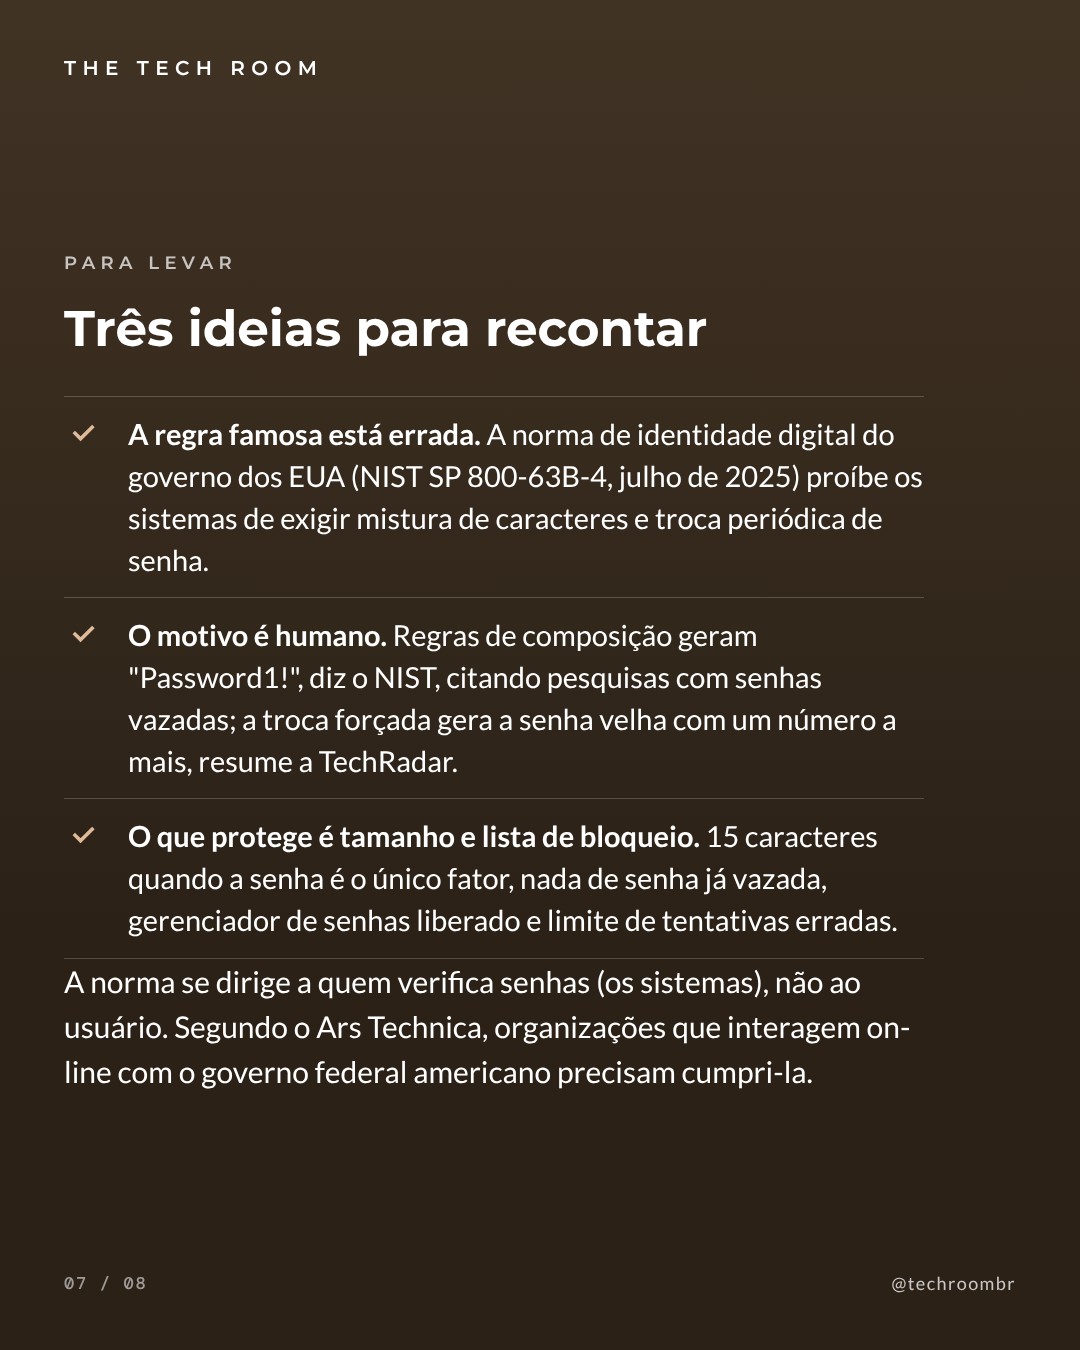 THE TECH ROOM
PARA LEVAR
Três ideias para recontar
A regra famosa está errada. A norma de identidade digital do
governo dos EUA (NIST SP 800-63B-4, julho de 2025) proíbe os
sistemas de exigir mistura de caracteres e troca periódica de
senha.
O motivo é humano. Regras de composição geram
"Password1!", diz o NIST, citando pesquisas com senhas
vazadas; a troca forçada gera a senha velha com um número a
mais, resume a TechRadar.
O que protege é tamanho e lista de bloqueio. 15 caracteres
quando a senha é o único fator, nada de senha já vazada,
gerenciador de senhas liberado e limite de tentativas erradas.
A norma se dirige a quem verifica senhas (os sistemas), não ao
usuário. Segundo o Ars Technica, organizações que interagem on-
line com o governo federal americano precisam cumpri-la.
07 / 08
@techroombr